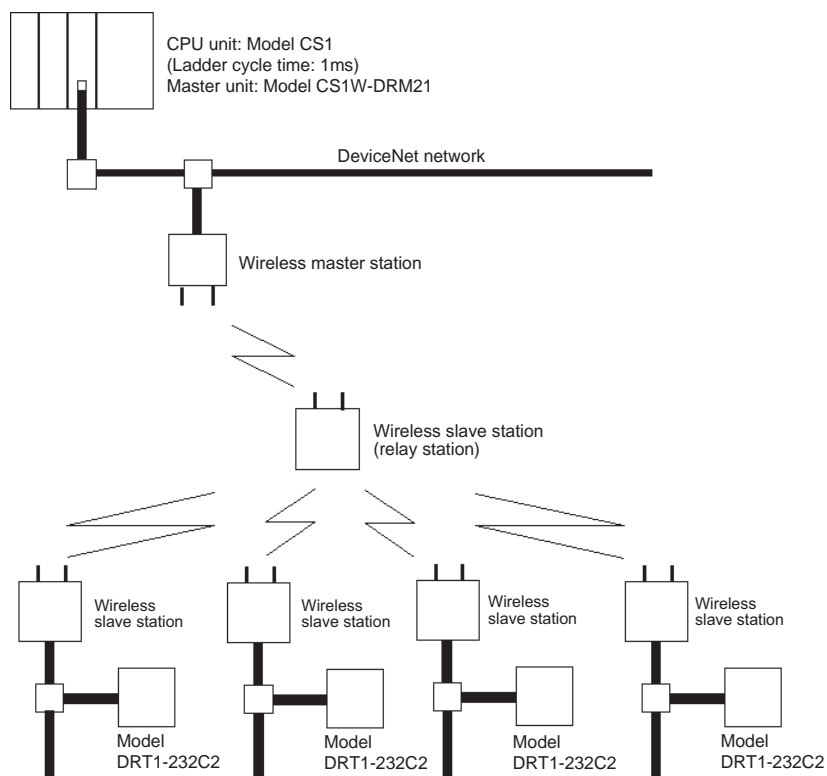 CPU unit: Model CS1
(Ladder cycle time: 1ms)
Master unit: Model CS1W-DRM21
DeviceNet network
Wireless master station
Wireless slave station
(relay station)
Wireless
slave station
Wireless
slave station
Wireless
slave station
Wireless
slave station
Model
DRT1-232C2
Model
DRT1-232C2
Model
DRT1-232C2
Model
DRT1-232C2